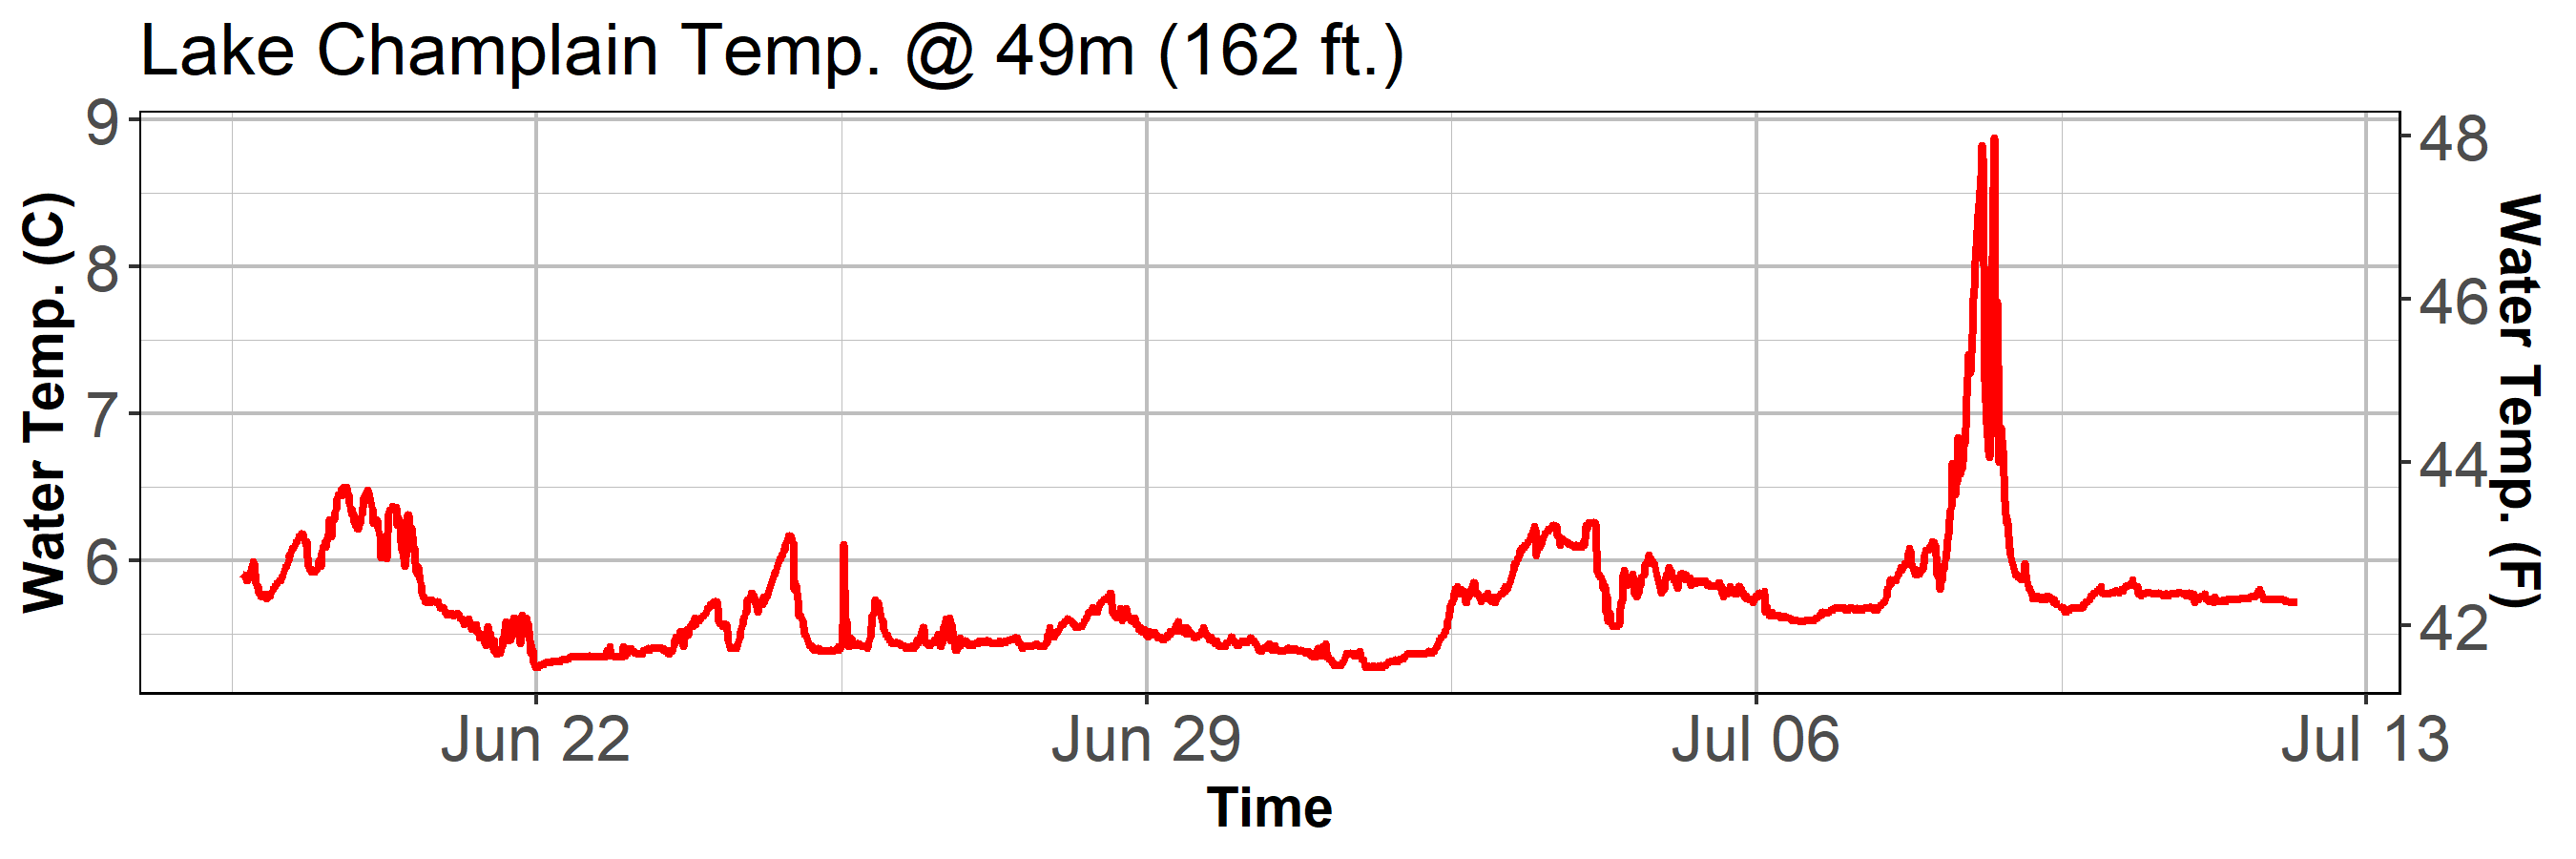 Lake Champlain Temp. @ 49m (162 ft.)
Water Temp. (C)
9
8
7
6
48
46
44
42
Water Temp. (F)
Jun 22
Jun 29
Jul 06
Jul 13
Time